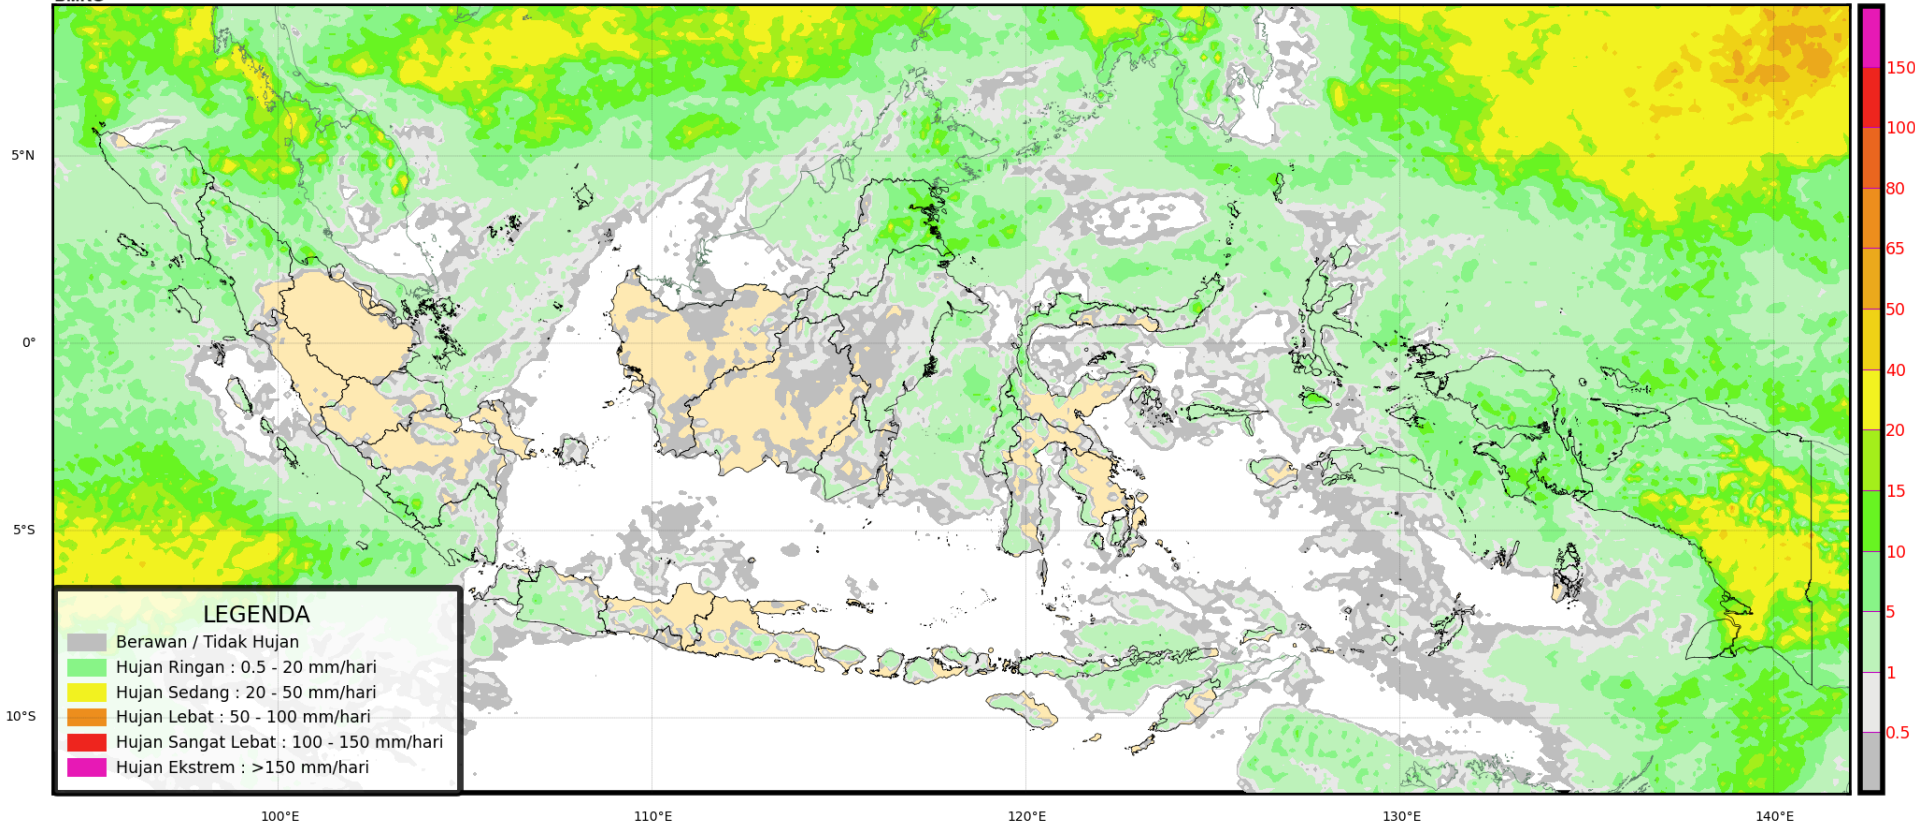 5°N
0°
5°S
10°S
LEGENDA
Berawan / Tidak Hujan
Hujan Ringan : 0.5 - 20 mm/hari
Hujan Sedang : 20 - 50 mm/hari
Hujan Lebat : 50 - 100 mm/hari
Hujan Sangat Lebat : 100 - 150 mm/hari
Hujan Ekstrem : >150 mm/hari
100°E
110°E
120°E
130°E
140°E
150
100
80
65
50
40
20
15
10
5
1
0.5